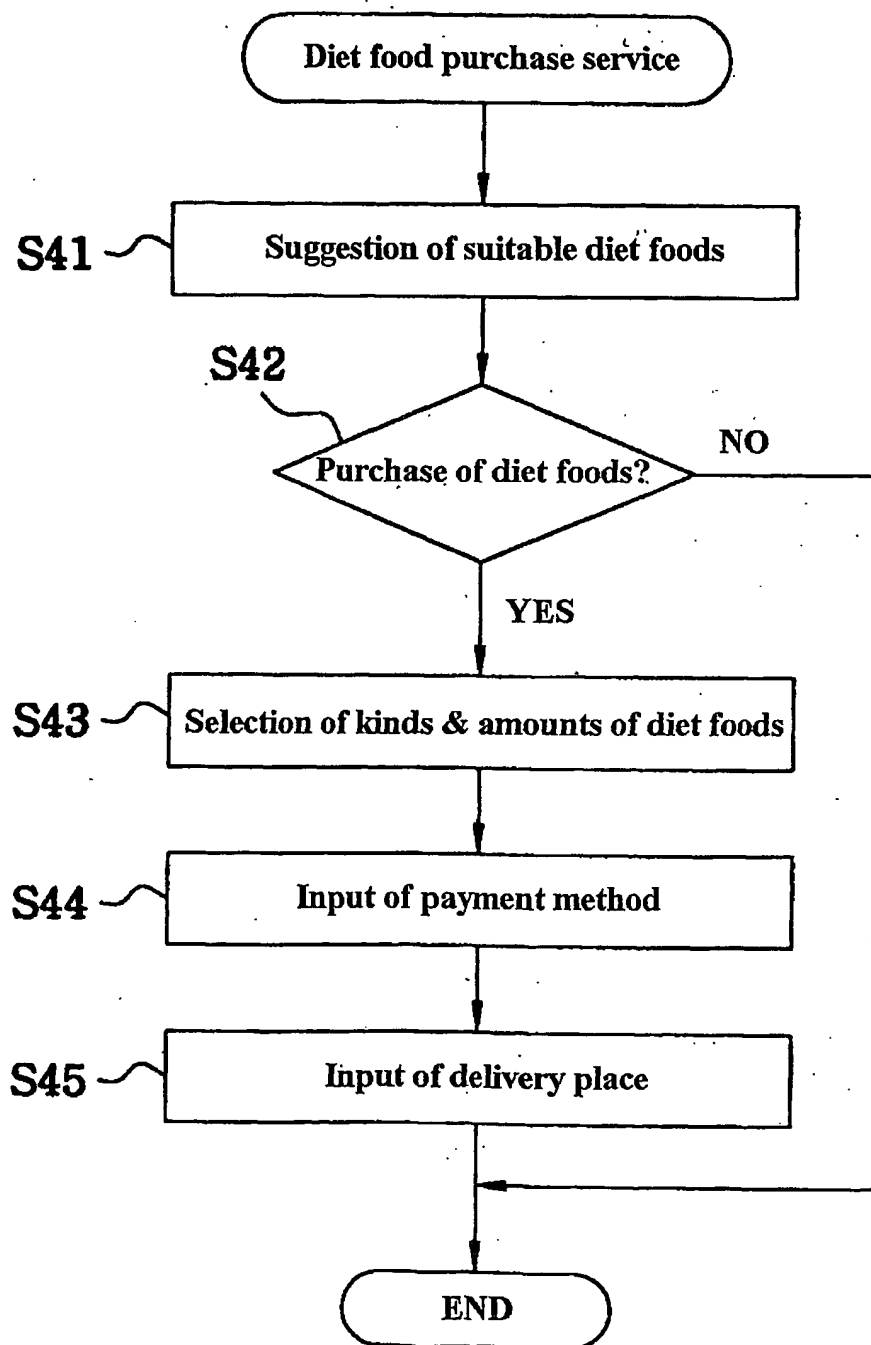 Diet food purchase service
S41
Suggestion of suitable diet foods
S42
Purchase of diet foods?
NO
YES
S43
Selection of kinds & amounts of diet foods
S44
Input of payment method
S45
Input of delivery place
END